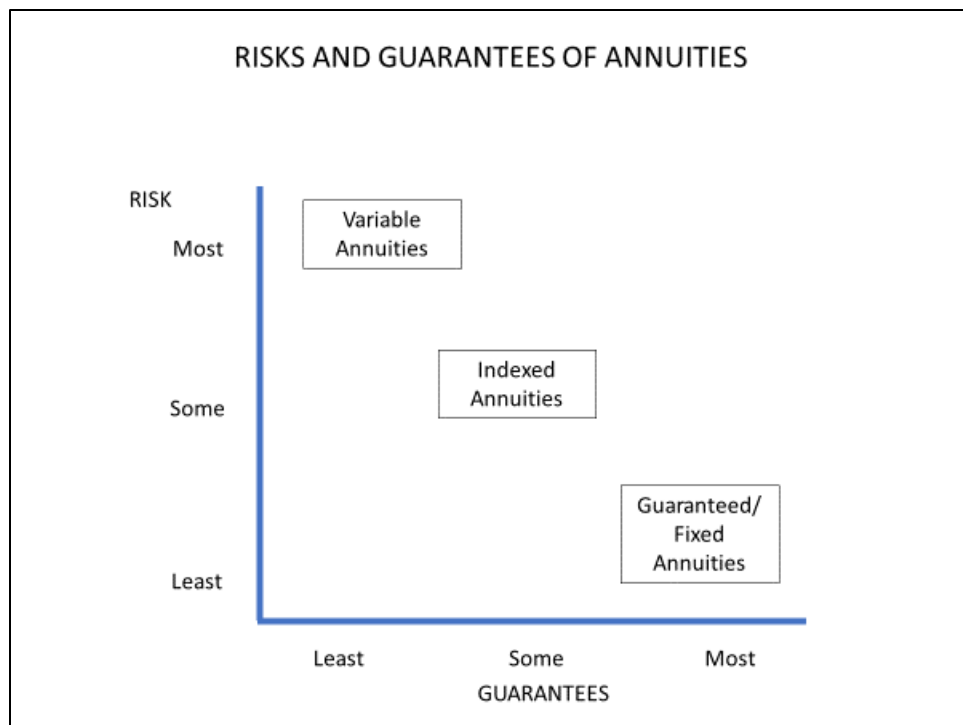 RISKS AND GUARANTEES OF ANNUITIES
RISK
Most
Variable
Annuities
Indexed
Annuities
Some
Guaranteed/
Fixed
Annuities
Least
Least
Some
Most
GUARANTEES